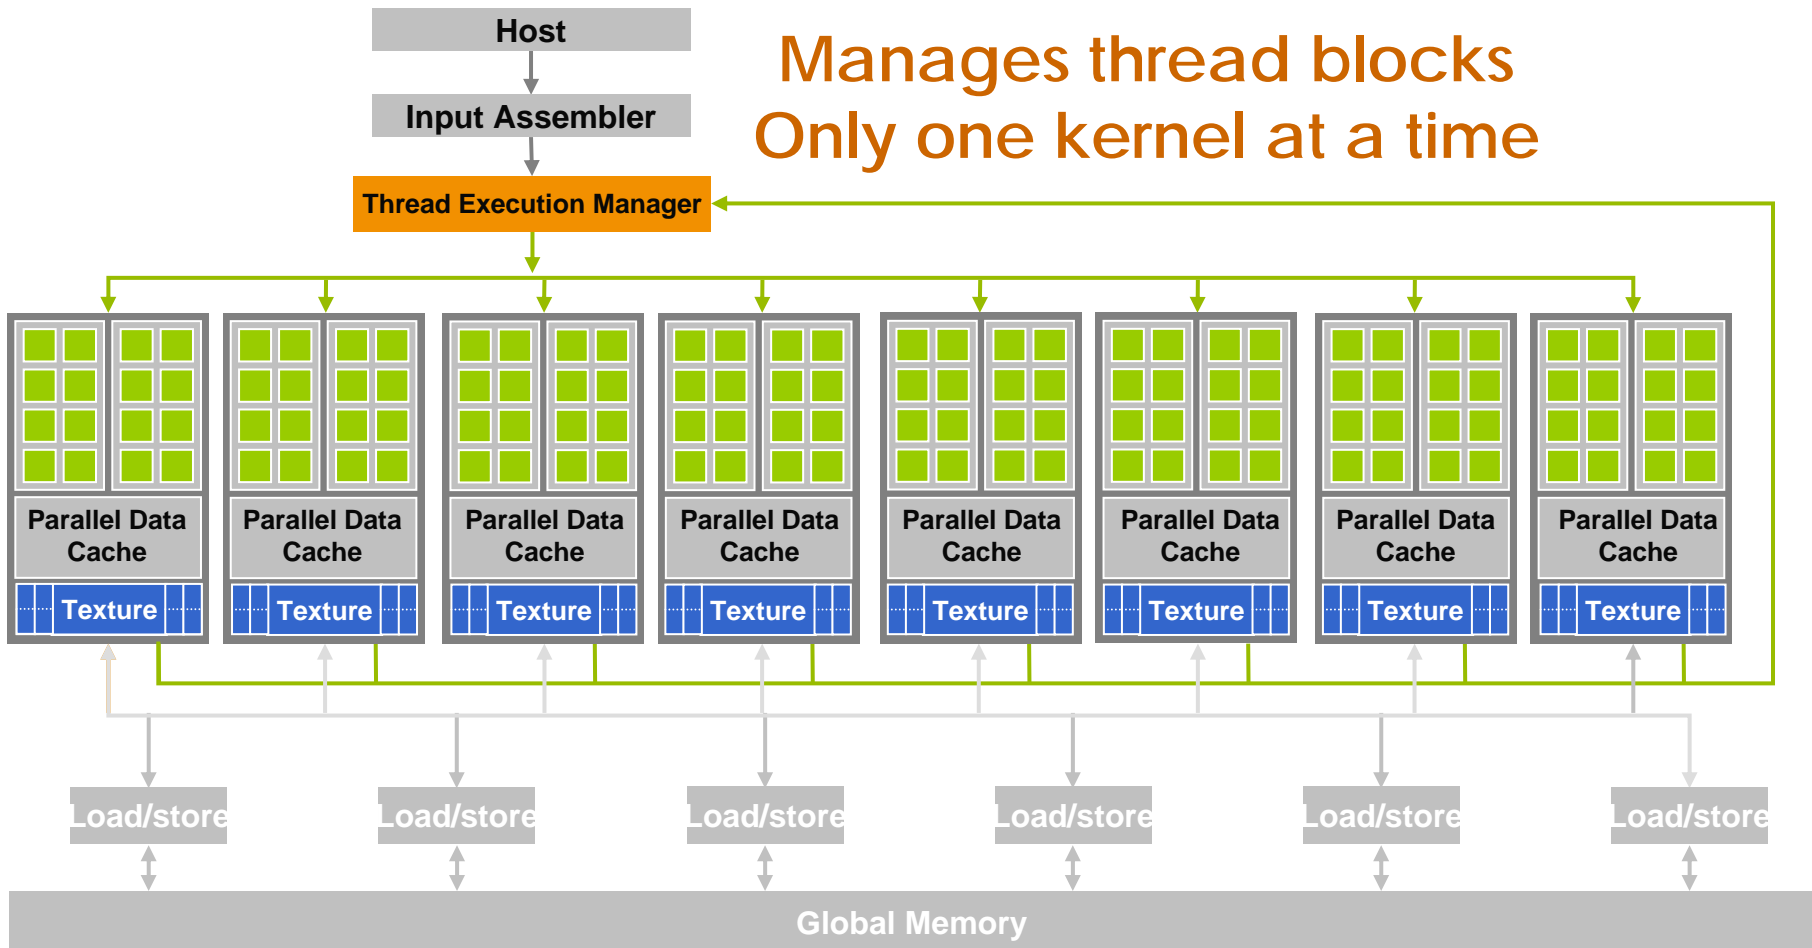 Host
Manages thread blocks
Only one kernel at a time
Input Assembler
Thread Execution Manager
Parallel Data
Cache
Parallel Data
Cache
Parallel Data
Cache
Parallel Data
Cache
Parallel Data
Cache
Parallel Data
Cache
Parallel Data
Cache
Parallel Data
Cache
Texture
Texture
Texture
Texture
Texture
Texture
Texture
Texture
Load/store
Load/store
Load/store
Load/store
Load/store
Load/store
Global Memory